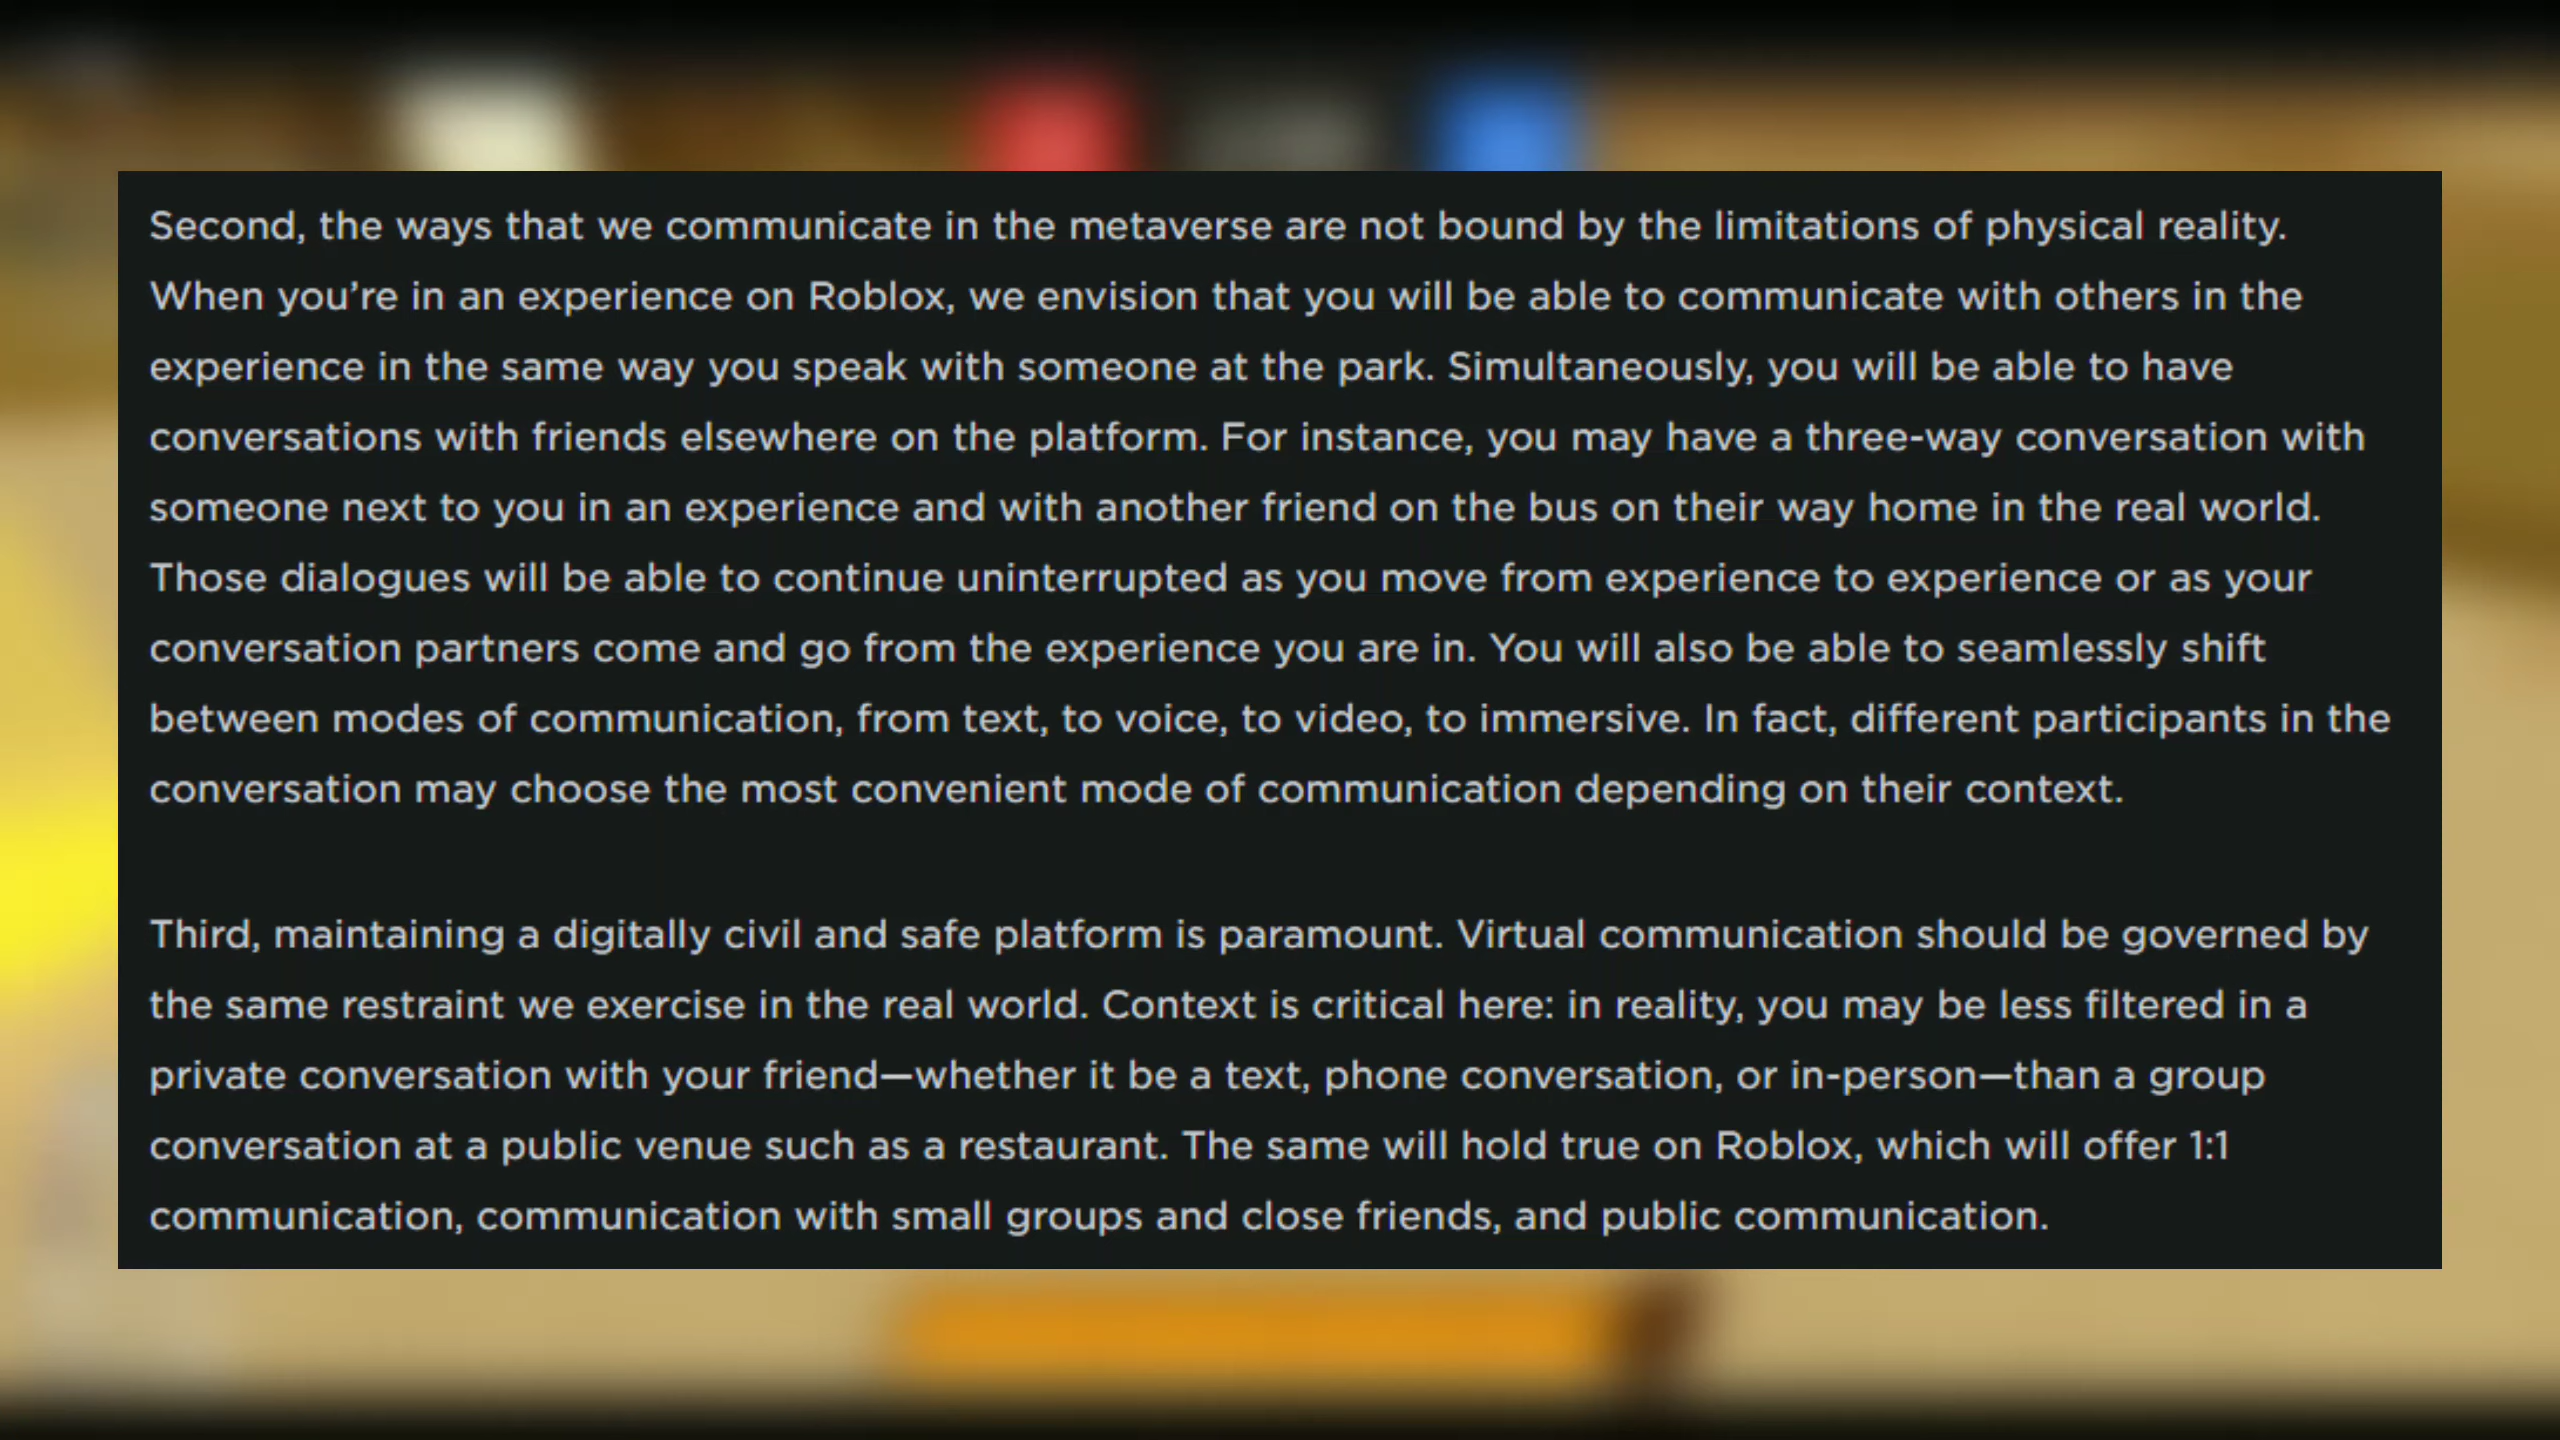 Second, the ways that we communicate in the metaverse are not bound by the limitations of physical reality.
When you’re in an experience on Roblox, we envision that you will be able to communicate with others in the
experience in the same way you speak with someone at the park. Simultaneously, you will be able to have
conversations with friends elsewhere on the platform. For instance, you may have a three-way conversation with
someone next to you in an experience and with another friend on the bus on their way home in the real world.
Those dialogues will be able to continue uninterrupted as you move from experience to experience or as your
conversation partners come and go from the experience you are in. You will also be able to seamlessly shift
between modes of communication, from text, to voice, to video, to immersive. In fact, different participants in the
conversation may choose the most convenient mode of communication depending on their context.
Third, maintaining a digitally civil and safe platform is paramount. Virtual communication should be governed by
the same restraint we exercise in the real world. Context is critical here: in reality, you may be less filtered in a
private conversation with your friend—whether it be a text, phone conversation, or in-person—than a group
conversation at a public venue such as a restaurant. The same will hold true on Roblox, which will offer 1:1
communication, communication with small groups and close friends, and public communication.